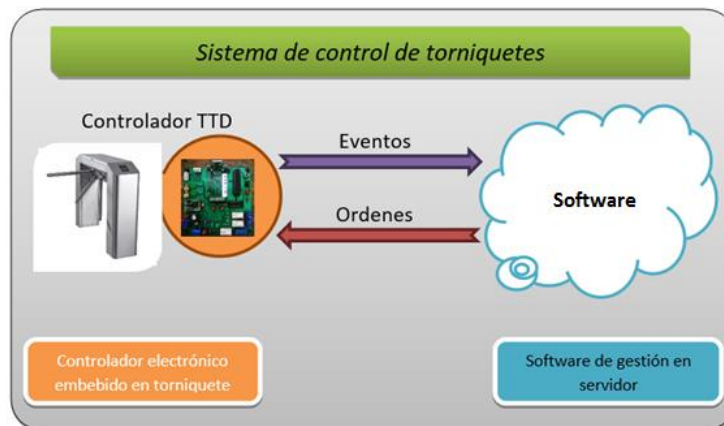 Sistema de control de torniquetes
Controlador TTD
Eventos
Software
Ordenes
Controlador electrónico
embebido en torniquete
Software de gestión en
servidor